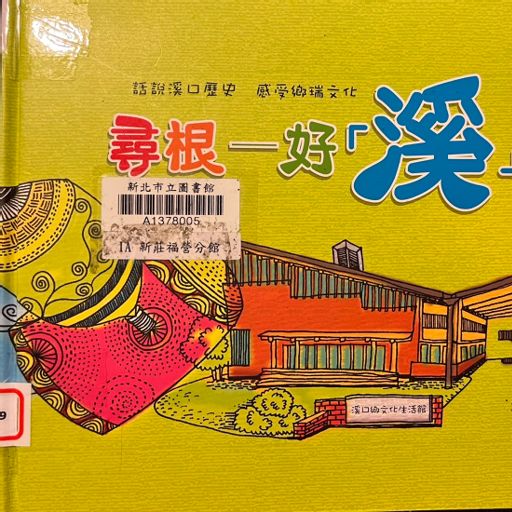 話說溪口歷史 感受鄉瑞文化
尋根—好「溪」
新北市立圖書館
A1378005
IA 新莊福營分館
溪口鄉文化生活館
9